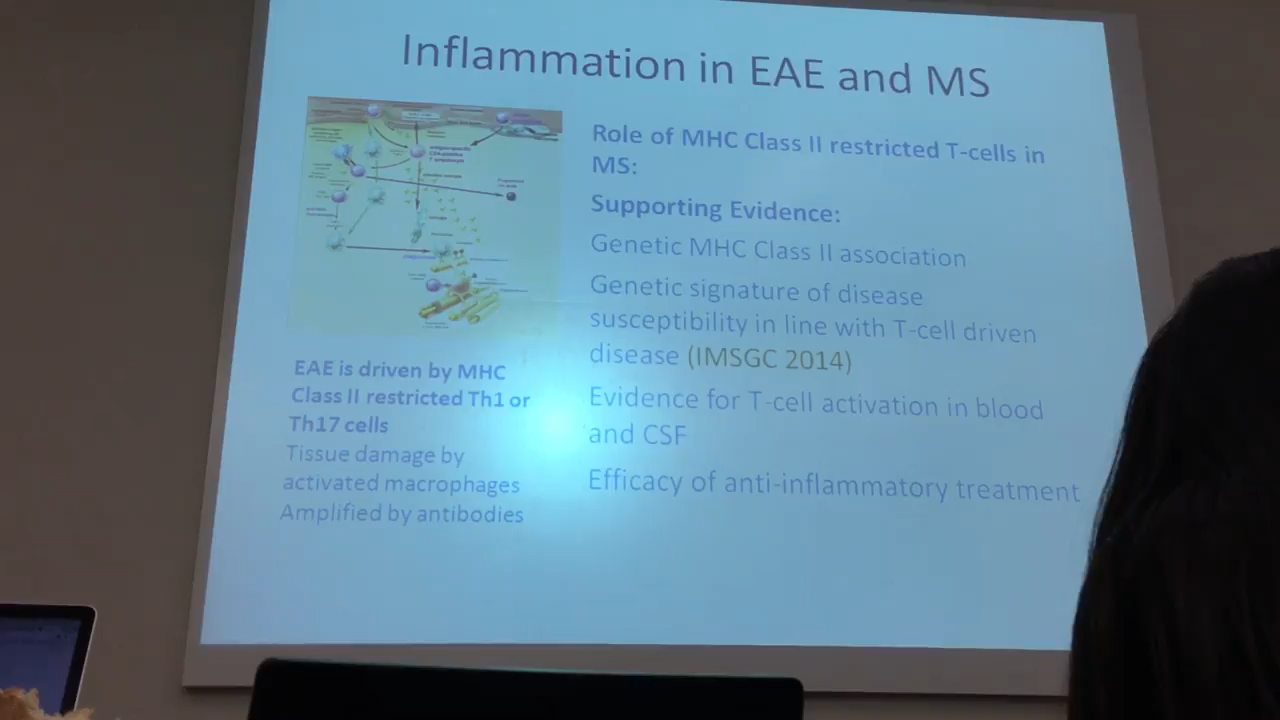 Inflammation in EAE and MS
EAE is driven by MHC
Class II restricted Th1 or
Th17 cells
Tissue damage by
activated macrophages
Amplified by antibodies
Role of MHC Class II restricted T-cells in
MS:
Supporting Evidence:
Genetic MHC Class II association
Genetic signature of disease
susceptibility in line with T-cell driven
disease (IMSGC 2014)
Evidence for T-cell activation in blood
and CSF
Efficacy of anti-inflammatory treatment